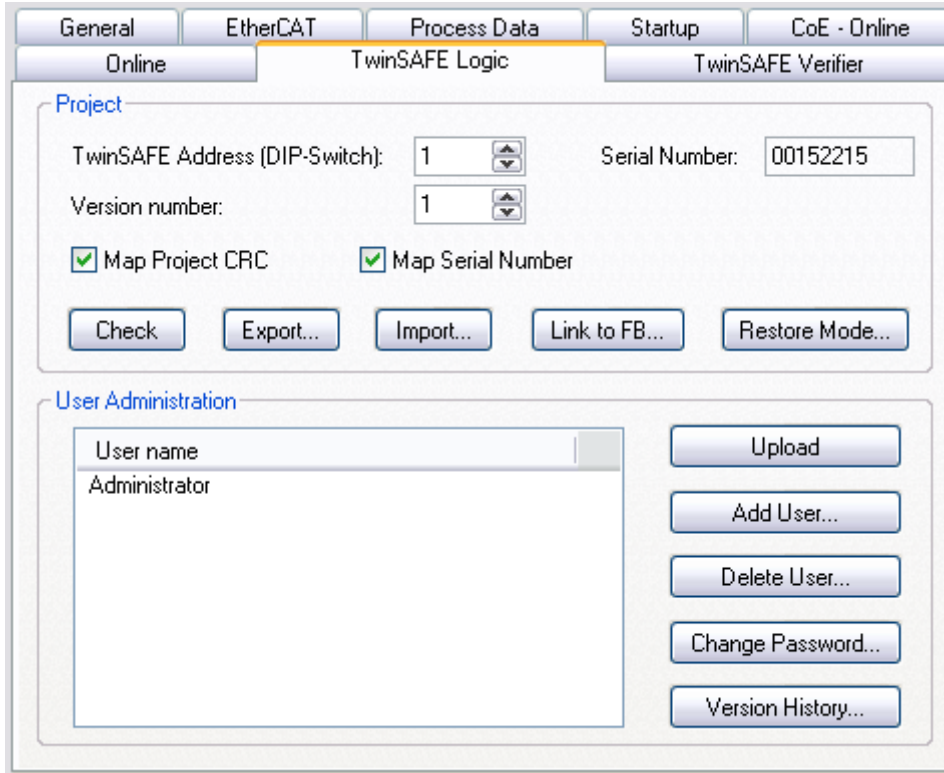 General EtherCAT Process Data Startup CoE - Online
Online TwinSAFE Logic TwinSAFE Verifier
Project
TwinSAFE Address (DIP-Switch): 1 Serial Number: 00152215
Version number: 1
Map Project CRC Map Serial Number
Check Export... Import... Link to FB... Restore Mode...
User Administration
User name
Administrator
Upload
Add User...
Delete User...
Change Password...
Version History...